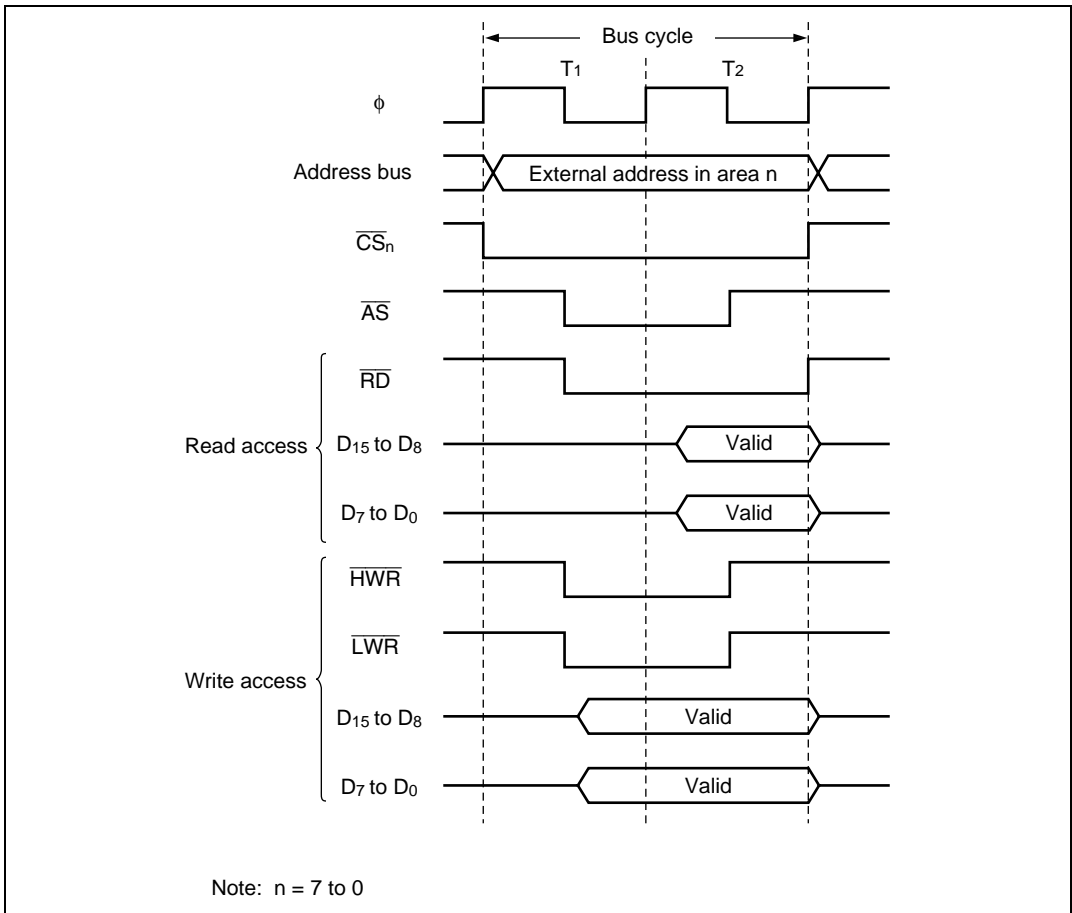 Bus cycle
T1 T2
φ
Address bus External address in area n
CSn
AS
RD
Read access D15 to D8 Valid
D7 to D0 Valid
HWR
LWR
Write access
D15 to D8 Valid
D7 to D0 Valid
Note: n = 7 to 0